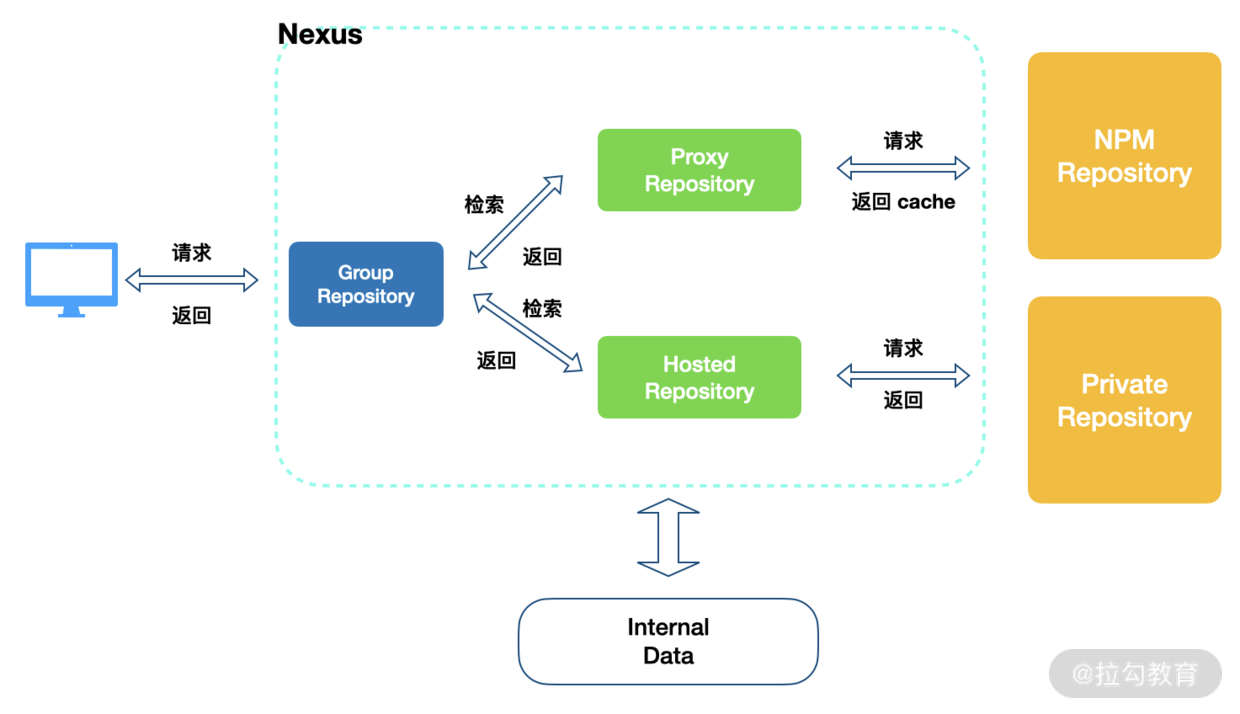 Nexus
请求
返回
Group
Repository
检索
返回
检索
返回
Proxy
Repository
Hosted
Repository
请求
返回 cache
请求
返回
NPM
Repository
Private
Repository
Internal
Data
@拉勾教育